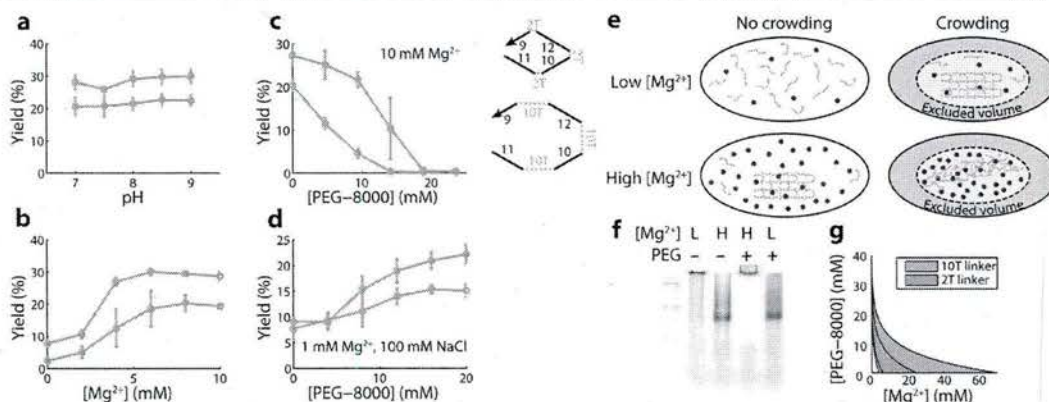 a
Yield (%)
40
30
20
10
0
7
8
9
pH
b
Yield (%)
40
30
20
10
0
0
5
10
[Mg²⁺] (mM)
c
Yield (%)
30
20
10
0
0
10
20
[PEG−8000] (mM)
10 mM Mg²⁺
2T
9
12
11
10
2T
10T
9
12
11
10
10T
d
Yield (%)
25
20
15
10
5
0
0
10
20
[PEG−8000] (mM)
1 mM Mg²⁺, 100 mM NaCl
e
No crowding
Crowding
Low [Mg²⁺]
Excluded volume
High [Mg²⁺]
Excluded volume
f
[Mg²⁺] L H H L
PEG − − + +
g
[PEG−8000] (mM)
40
30
20
10
0
10T linker
2T linker
0 10 20 30 40 50 60 70
[Mg²⁺] (mM)